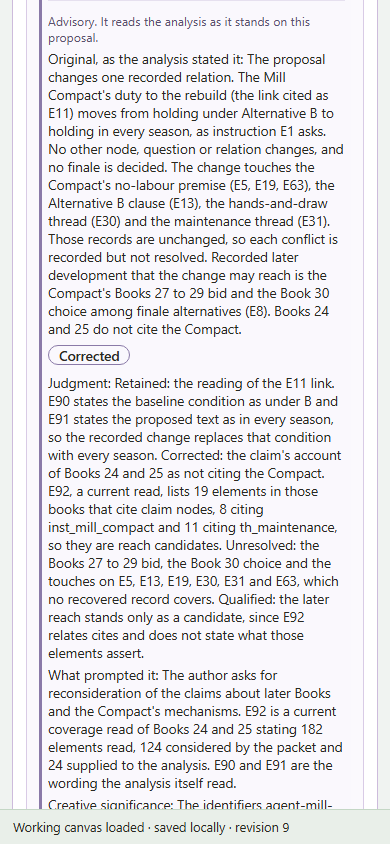 Advisory. It reads the analysis as it stands on this
proposal.
Original, as the analysis stated it: The proposal
changes one recorded relation. The Mill
Compact's duty to the rebuild (the link cited as
E11) moves from holding under Alternative B to
holding in every season, as instruction E1 asks.
No other node, question or relation changes, and
no finale is decided. The change touches the
Compact's no-labour premise (E5, E19, E63), the
Alternative B clause (E13), the hands-and-draw
thread (E30) and the maintenance thread (E31).
Those records are unchanged, so each conflict is
recorded but not resolved. Recorded later
development that the change may reach is the
Compact's Books 27 to 29 bid and the Book 30
choice among finale alternatives (E8). Books 24
and 25 do not cite the Compact.
Corrected
Judgment: Retained: the reading of the E11 link.
E90 states the baseline condition as under B and
E91 states the proposed text as in every season,
so the recorded change replaces that condition
with every season. Corrected: the claim's account
of Books 24 and 25 as not citing the Compact.
E92, a current read, lists 19 elements in those
books that cite claim nodes, 8 citing
inst_mill_compact and 11 citing th_maintenance,
so they are reach candidates. Unresolved: the
Books 27 to 29 bid, the Book 30 choice and the
touches on E5, E13, E19, E30, E31 and E63, which
no recovered record covers. Qualified: the later
reach stands only as a candidate, since E92
relates cites and does not state what those
elements assert.
What prompted it: The author asks for
reconsideration of the claims about later Books
and the Compact's mechanisms. E92 is a current
coverage read of Books 24 and 25 stating 182
elements read, 124 considered by the packet and
24 supplied to the analysis. E90 and E91 are the
wording the analysis itself read.
Creative significance: The identifiers agent-mill-
Working canvas loaded · saved locally · revision 9